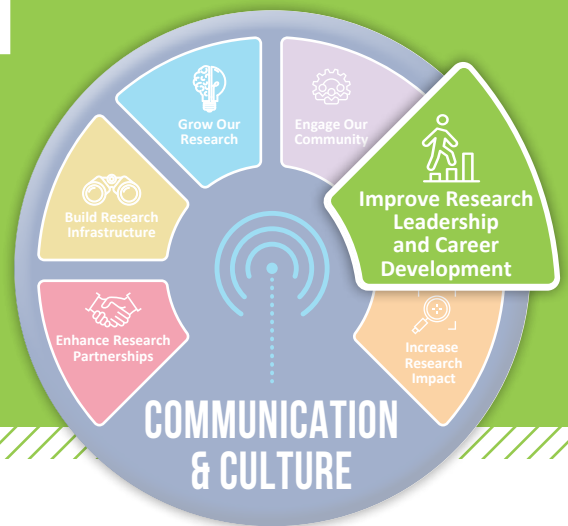 Grow Our
Research
Engage Our
Community
Improve Research
Leadership
and Career
Development
Build Research
Infrastructure
Enhance Research
Partnerships
Increase
Research
Impact
COMMUNICATION
& CULTURE